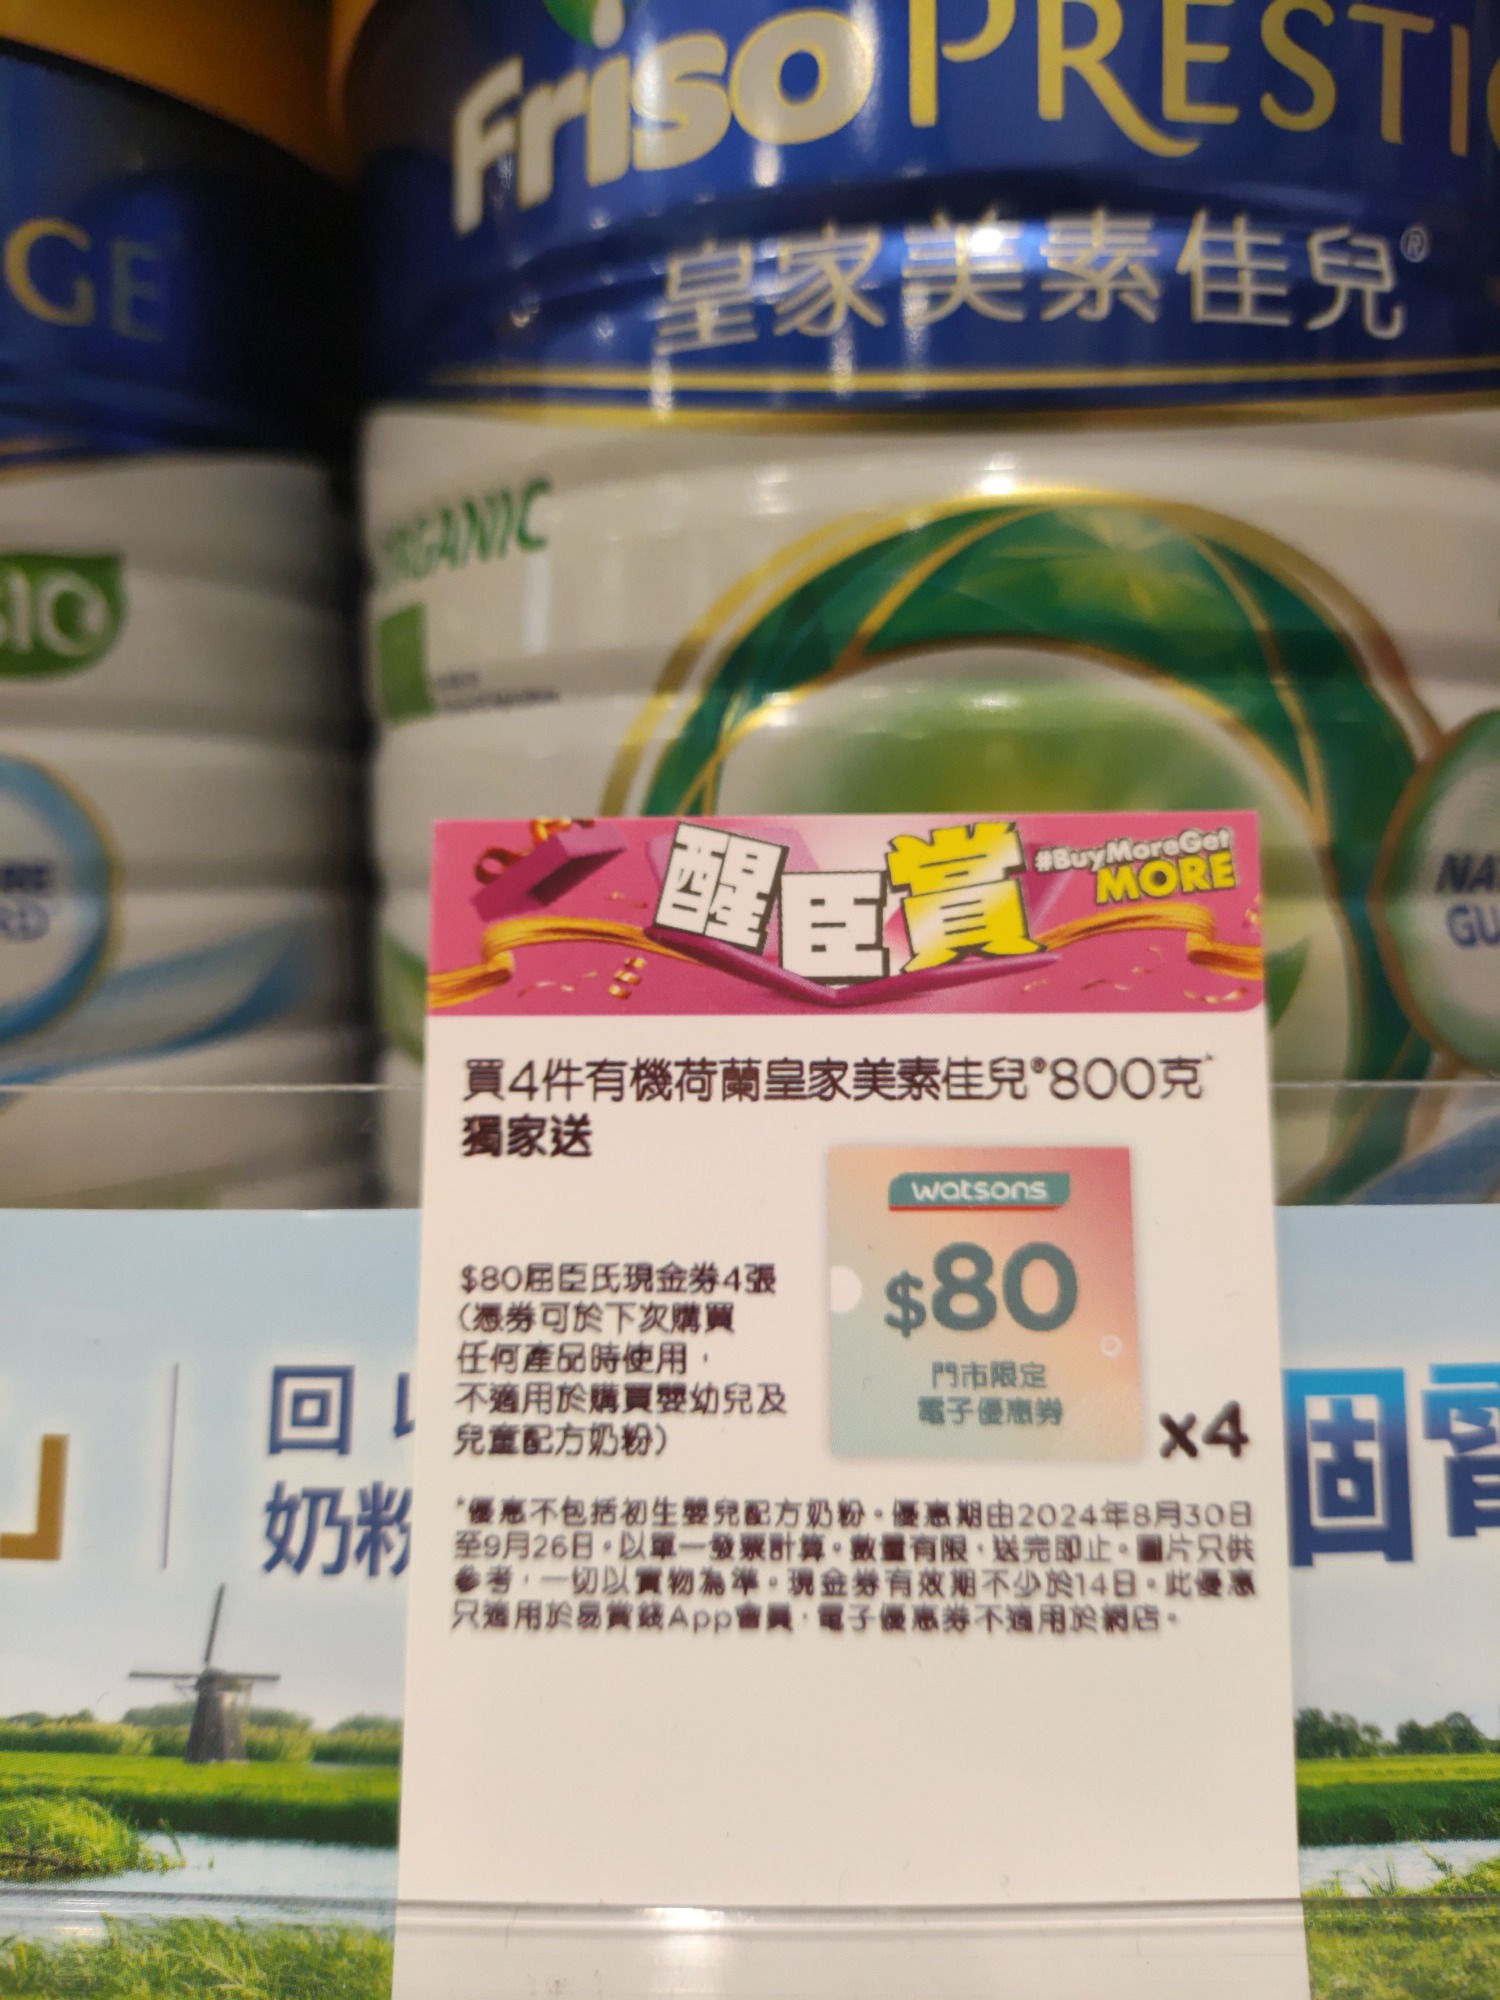 Friso PRESTI
皇家美素佳兒®
GE
ORGANIC
BIO
NA
GU
RE
RD
醒臣賞
#BuyMoreGet
MORE
買4件有機荷蘭皇家美素佳兒®800克*
獨家送
watsons
$80
門市限定
電子優惠券
x4
$80屈臣氏現金券4張
(憑券可於下次購買
任何產品時使用,
不適用於購買嬰幼兒及
兒童配方奶粉)
*優惠不包括初生嬰兒配方奶粉。優惠期由2024年8月30日
至9月26日。以單一發票計算。數量有限,送完即止。圖片只供
參考,一切以實物為準。現金券有效期不少於14日。此優惠
只適用於易賞錢App會員,電子優惠券不適用於網店。
」
回
奶粉
固